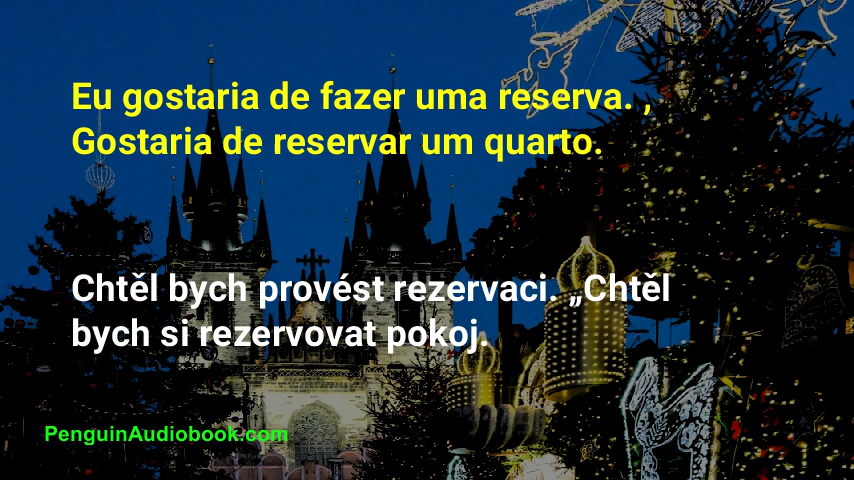 Eu gostaria de fazer uma reserva. ,
Gostaria de reservar um quarto.
Chtěl bych provést rezervaci. „Chtěl
bych si rezervovat pokoj.
PenguinAudiobook.com